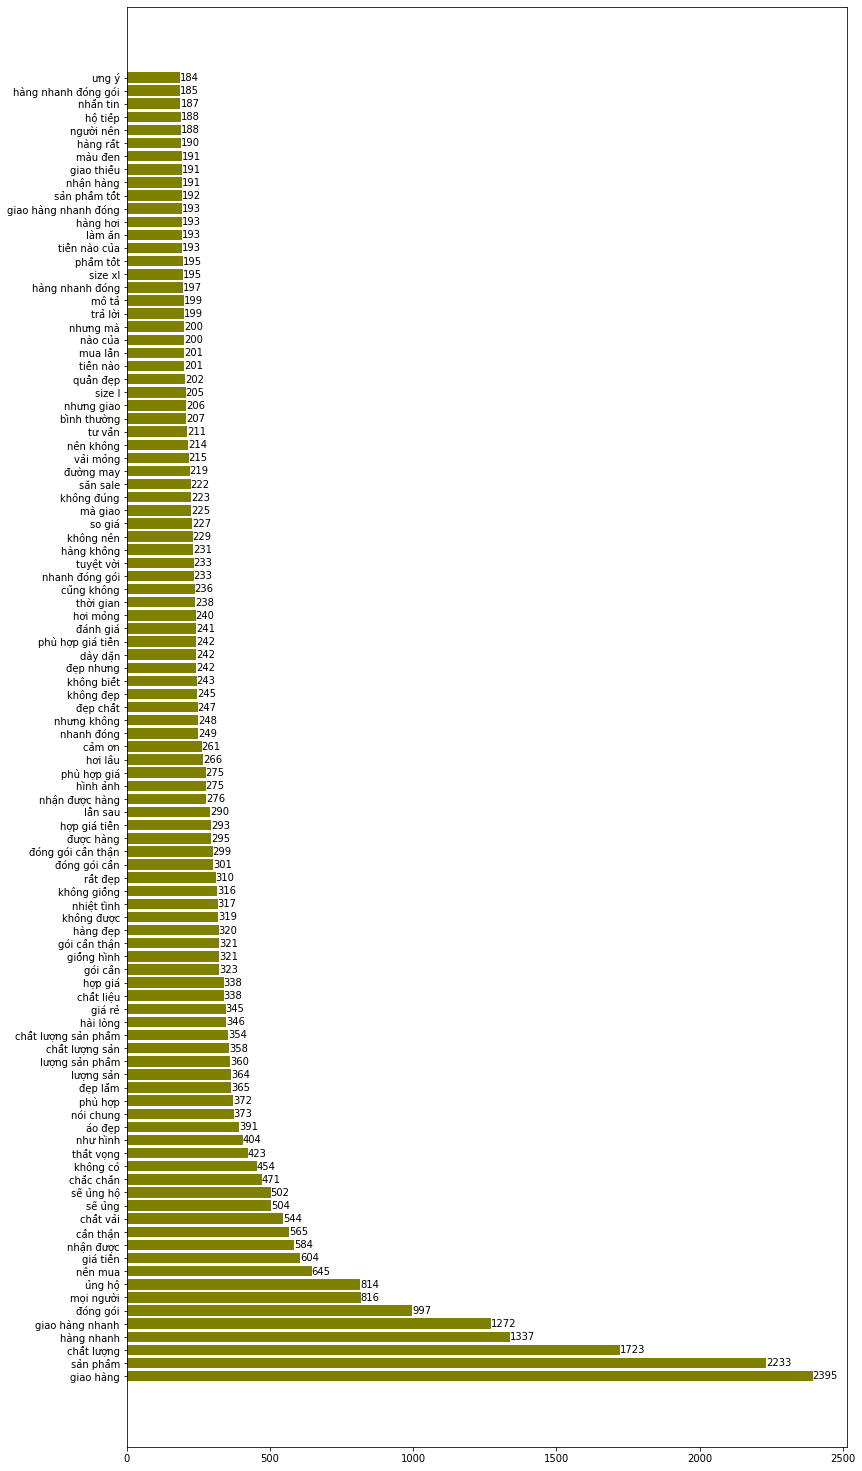 ưng ý 184
hàng nhanh đóng gói 185
nhắn tin 187
hộ tiếp 188
người nên 188
hàng rất 190
màu đen 191
giao thiếu 191
nhận hàng 191
sản phẩm tốt 192
giao hàng nhanh đóng 193
hàng hơi 193
làm ăn 193
tiền nào của 193
phẩm tốt 195
size xl 195
hàng nhanh đóng 197
mô tả 199
trả lời 199
nhưng mà 200
nào của 200
mua lần 201
tiền nào 201
quần đẹp 202
size l 205
nhưng giao 206
bình thường 207
tư vấn 211
nên không 214
vải mỏng 215
đường may 219
săn sale 222
không đúng 223
mà giao 225
so giá 227
không nên 229
hàng không 231
tuyệt vời 233
nhanh đóng gói 233
cũng không 236
thời gian 238
hơi mỏng 240
đánh giá 241
phù hợp giá tiền 242
dày dặn 242
đẹp nhưng 242
không biết 243
không đẹp 245
đẹp chất 247
nhưng không 248
nhanh đóng 249
cảm ơn 261
hơi lâu 266
phù hợp giá 275
hình ảnh 275
nhận được hàng 276
lần sau 290
hợp giá tiền 293
được hàng 295
đóng gói cẩn thận 299
đóng gói cẩn 301
rất đẹp 310
không giống 316
nhiệt tình 317
không được 319
hàng đẹp 320
gói cẩn thận 321
giống hình 321
gói cẩn 323
hợp giá 338
chất liệu 338
giá rẻ 345
hài lòng 346
chất lượng sản phẩm 354
chất lượng sản 358
lượng sản phẩm 360
lượng sản 364
đẹp lắm 365
phù hợp 372
nói chung 373
áo đẹp 391
như hình 404
thất vọng 423
không có 454
chắc chắn 471
sẽ ủng hộ 502
sẽ ủng 504
chất vải 544
cẩn thận 565
nhận được 584
giá tiền 604
nên mua 645
ủng hộ 814
mọi người 816
đóng gói 997
giao hàng nhanh 1272
hàng nhanh 1337
chất lượng 1723
sản phẩm 2233
giao hàng 2395
0 500 1000 1500 2000 2500